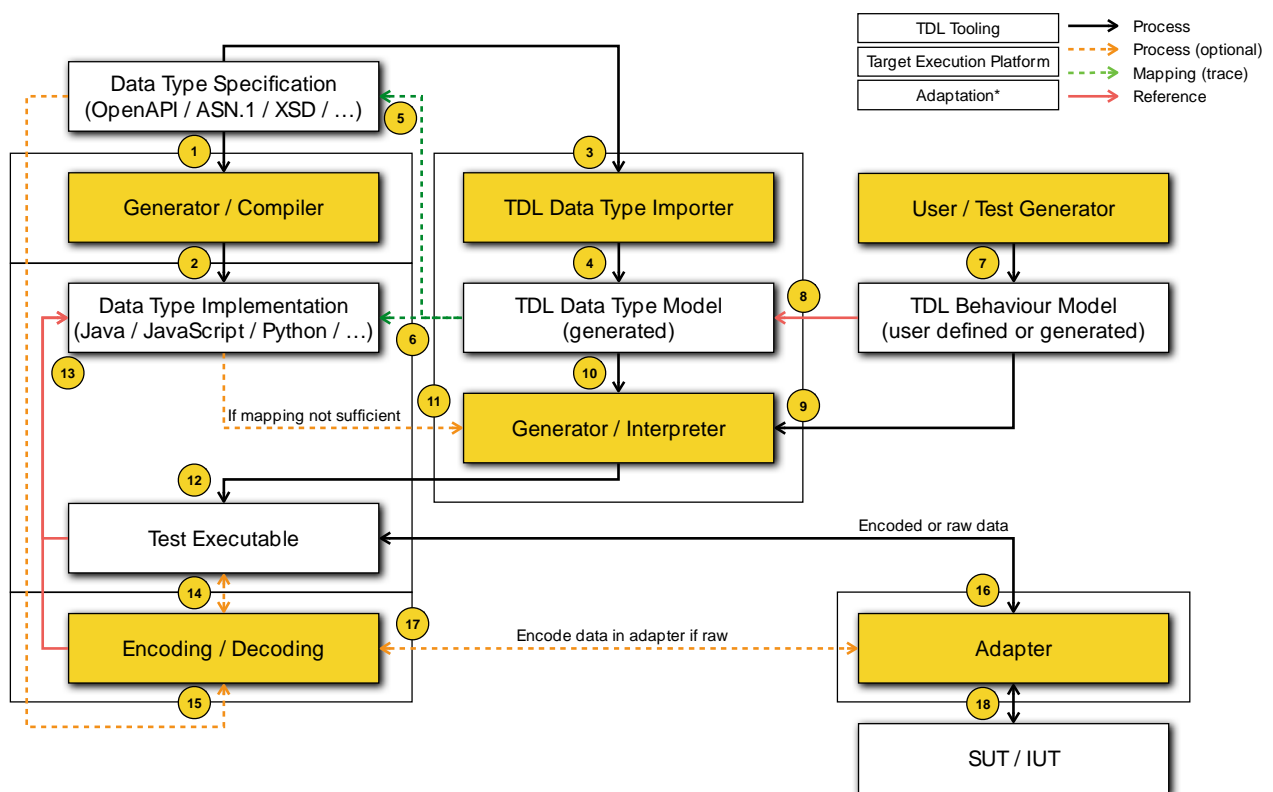 TDL Tooling
Process
Process (optional)
Target Execution Platform
Mapping (trace)
Adaptation*
Reference
Data Type Specification
(OpenAPI / ASN.1 / XSD / …)
5
1
3
Generator / Compiler
TDL Data Type Importer
User / Test Generator
2
4
7
Data Type Implementation
(Java / JavaScript / Python / …)
TDL Data Type Model
(generated)
8
TDL Behaviour Model
(user defined or generated)
6
13
10
11
9
If mapping not sufficient
Generator / Interpreter
12
Test Executable
Encoded or raw data
14
16
17
Encoding / Decoding
Encode data in adapter if raw
Adapter
15
18
SUT / IUT